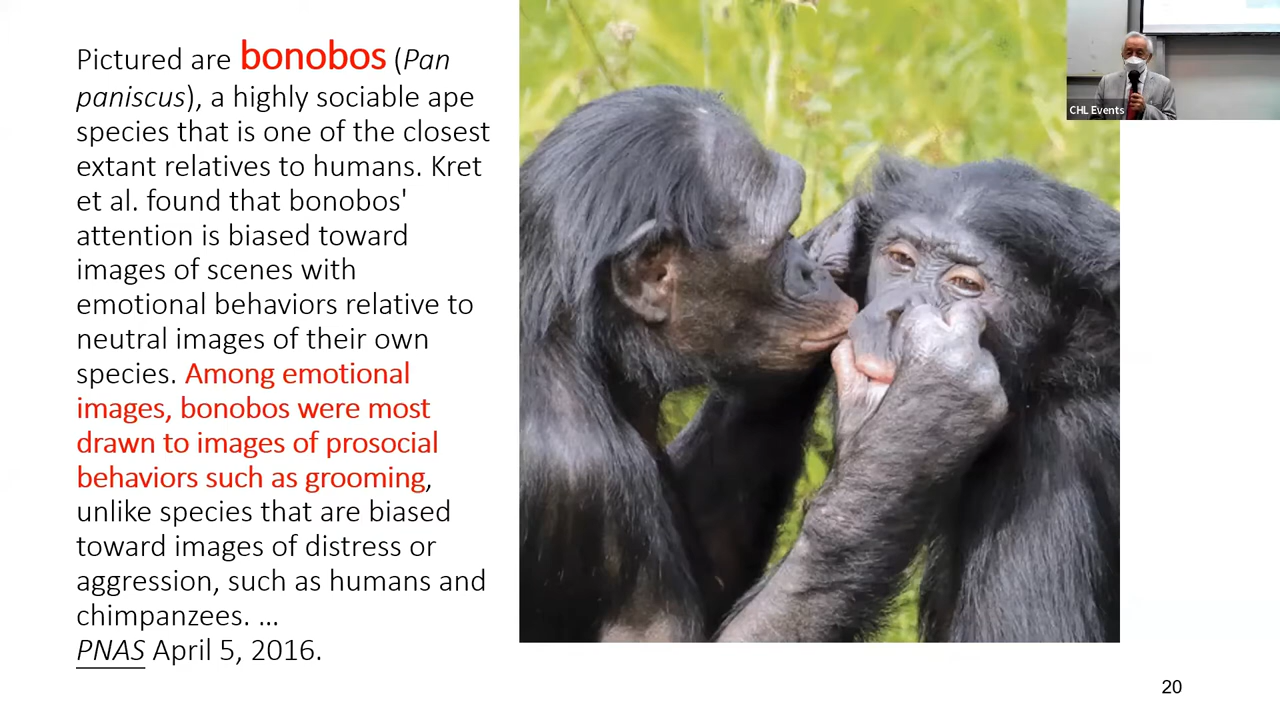 Pictured are bonobos (Pan
paniscus), a highly sociable ape
species that is one of the closest
extant relatives to humans. Kret
et al. found that bonobos'
attention is biased toward
images of scenes with
emotional behaviors relative to
neutral images of their own
species. Among emotional
images, bonobos were most
drawn to images of prosocial
behaviors such as grooming,
unlike species that are biased
toward images of distress or
aggression, such as humans and
chimpanzees. ...
PNAS April 5, 2016.
CHL Events
20